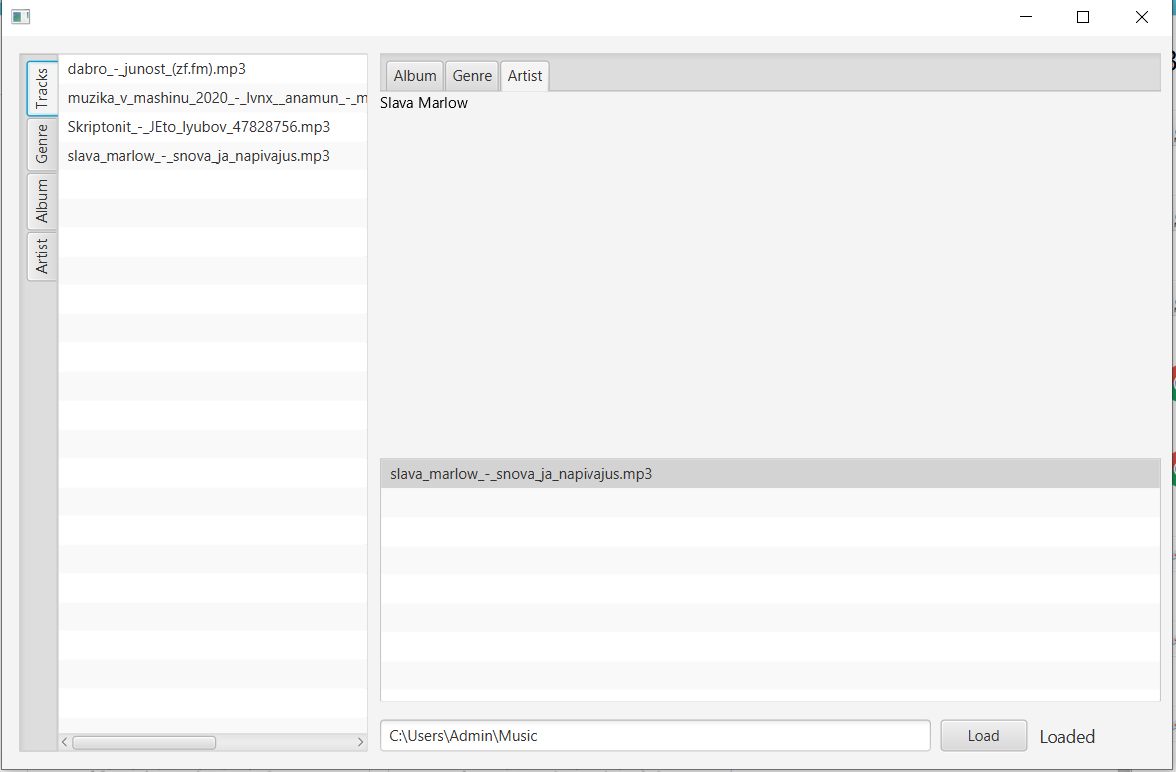 Tracks
Genre
Album
Artist
dabro_-_junost_(zf.fm).mp3
muzika_v_mashinu_2020_-_lvnx__anamun_-_m
Skriptonit_-_JEto_lyubov_47828756.mp3
slava_marlow_-_snova_ja_napivajus.mp3
Album Genre Artist
Slava Marlow
slava_marlow_-_snova_ja_napivajus.mp3
C:\Users\Admin\Music Load Loaded